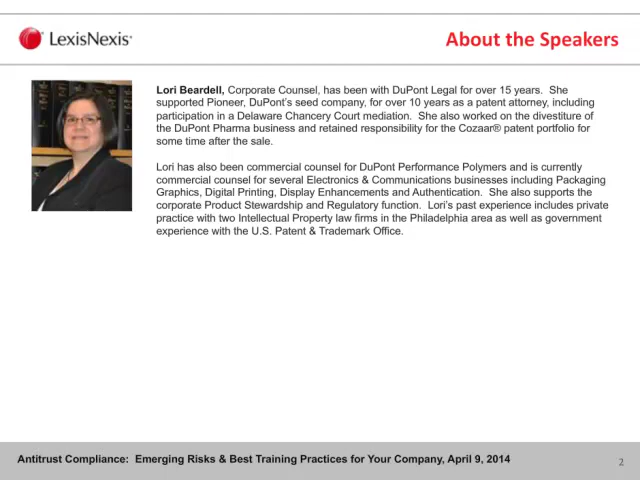 LexisNexis®
About the Speakers
Lori Beardell, Corporate Counsel, has been with DuPont Legal for over 15 years. She
supported Pioneer, DuPont's seed company, for over 10 years as a patent attorney, including
participation in a Delaware Chancery Court mediation. She also worked on the divestiture of
the DuPont Pharma business and retained responsibility for the Cozaar® patent portfolio for
some time after the sale.
Lori has also been commercial counsel for DuPont Performance Polymers and is currently
commercial counsel for several Electronics & Communications businesses including Packaging
Graphics, Digital Printing, Display Enhancements and Authentication. She also supports the
corporate Product Stewardship and Regulatory function. Lori's past experience includes private
practice with two Intellectual Property law firms in the Philadelphia area as well as government
experience with the U.S. Patent & Trademark Office.
Antitrust Compliance: Emerging Risks & Best Training Practices for Your Company, April 9, 2014
2